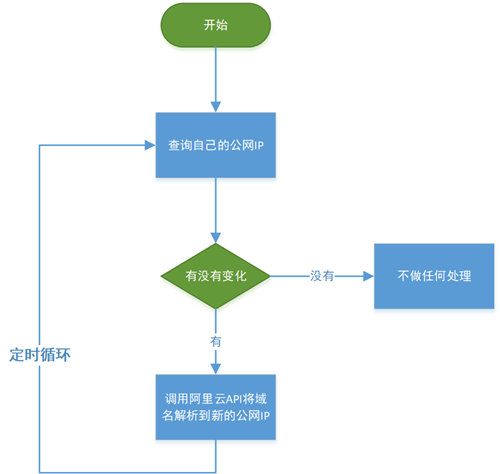 开始
查询自己的公网IP
有没有变化
没有
不做任何处理
有
定时循环
调用阿里云API将域
名解析到新的公网IP